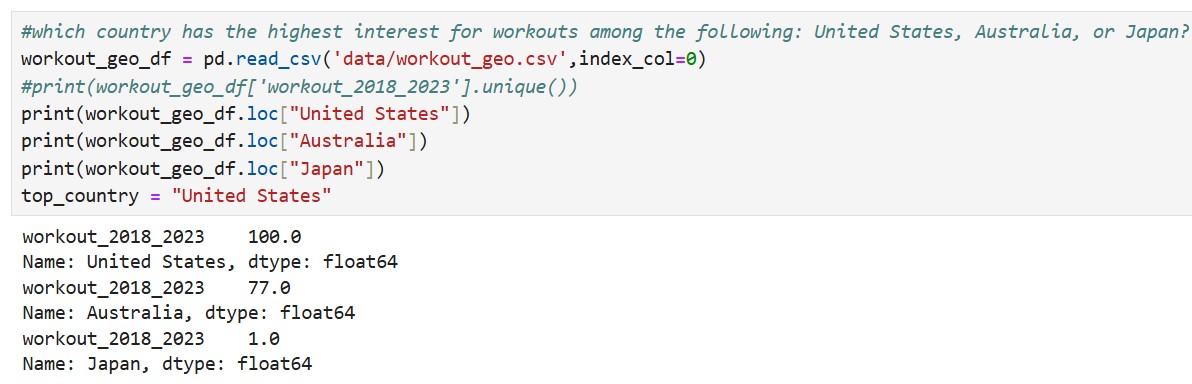 #which country has the highest interest for workouts among the following: United States, Australia, or Japan?
workout_geo_df = pd.read_csv('data/workout_geo.csv',index_col=0)
#print(workout_geo_df['workout_2018_2023'].unique())
print(workout_geo_df.loc["United States"])
print(workout_geo_df.loc["Australia"])
print(workout_geo_df.loc["Japan"])
top_country = "United States"
workout_2018_2023    100.0
Name: United States, dtype: float64
workout_2018_2023    77.0
Name: Australia, dtype: float64
workout_2018_2023    1.0
Name: Japan, dtype: float64